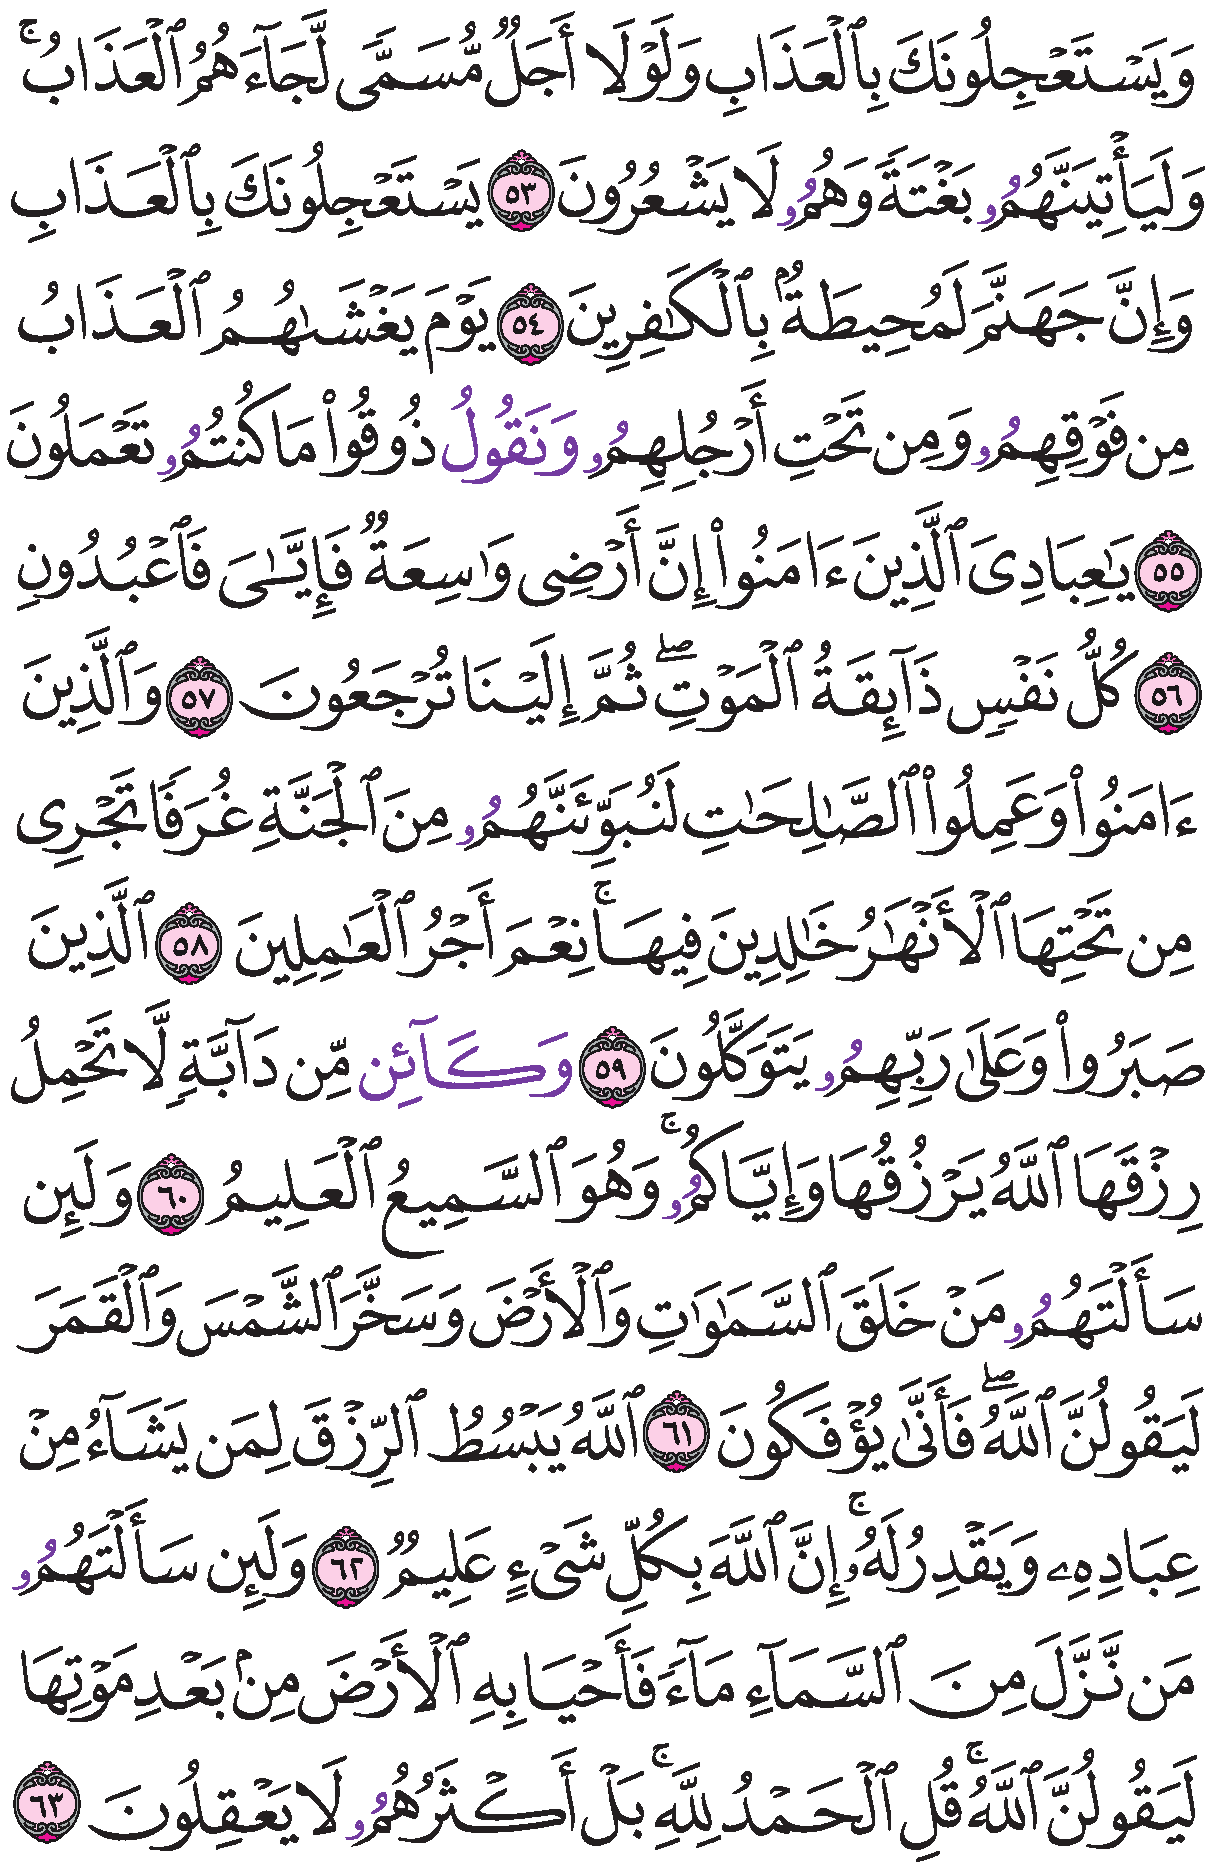 وَيَسۡتَعۡجِلُونَكَ بِٱلۡعَذَابِ وَلَوۡلَآ أَجَلٞ مُّسَمّٗى لَّجَآءَهُمُ ٱلۡعَذَابُۚ
وَلَيَأۡتِيَنَّهُمُۥ بَغۡتَةٗ وَهُمُۥ لَا يَشۡعُرُونَ ٥٣ يَسۡتَعۡجِلُونَكَ بِٱلۡعَذَابِ
وَإِنَّ جَهَنَّمَ لَمُحِيطَةُۢ بِٱلۡكَٰفِرِينَ ٥٤ يَوۡمَ يَغۡشَىٰهُمُ ٱلۡعَذَابُ
مِن فَوۡقِهِمُۥ وَمِن تَحۡتِ أَرۡجُلِهِمُۥ وَنَقُولُ ذُوقُواْ مَا كُنتُمُۥ تَعۡمَلُونَ
٥٥ يَٰعِبَادِيَ ٱلَّذِينَ ءَامَنُوٓاْ إِنَّ أَرۡضِي وَٰسِعَةٞ فَإِيَّٰيَ فَٱعۡبُدُونِ
٥٦ كُلُّ نَفۡسٖ ذَآئِقَةُ ٱلۡمَوۡتِۖ ثُمَّ إِلَيۡنَا تُرۡجَعُونَ ٥٧ وَٱلَّذِينَ
ءَامَنُواْ وَعَمِلُواْ ٱلصَّٰلِحَٰتِ لَنُبَوِّئَنَّهُمُۥ مِنَ ٱلۡجَنَّةِ غُرَفٗا تَجۡرِي
مِن تَحۡتِهَا ٱلۡأَنۡهَٰرُ خَٰلِدِينَ فِيهَاۚ نِعۡمَ أَجۡرُ ٱلۡعَٰمِلِينَ ٥٨ ٱلَّذِينَ
صَبَرُواْ وَعَلَىٰ رَبِّهِمُۥ يَتَوَكَّلُونَ ٥٩ وَكَآئِن مِّن دَآبَّةٖ لَّا تَحۡمِلُ
رِزۡقَهَا ٱللَّهُ يَرۡزُقُهَا وَإِيَّاكُمُۥۚ وَهُوَ ٱلسَّمِيعُ ٱلۡعَلِيمُ ٦٠ وَلَئِن
سَأَلۡتَهُمُۥ مَنۡ خَلَقَ ٱلسَّمَٰوَٰتِ وَٱلۡأَرۡضَ وَسَخَّرَ ٱلشَّمۡسَ وَٱلۡقَمَرَ
لَيَقُولُنَّ ٱللَّهُۖ فَأَنَّىٰ يُؤۡفَكُونَ ٦١ ٱللَّهُ يَبۡسُطُ ٱلرِّزۡقَ لِمَن يَشَآءُ مِنۡ
عِبَادِهِۦ وَيَقۡدِرُ لَهُۥۚ إِنَّ ٱللَّهَ بِكُلِّ شَيۡءٍ عَلِيمٞ ٦٢ وَلَئِن سَأَلۡتَهُمُۥ
مَن نَّزَّلَ مِنَ ٱلسَّمَآءِ مَآءٗ فَأَحۡيَا بِهِ ٱلۡأَرۡضَ مِنۢ بَعۡدِ مَوۡتِهَا
لَيَقُولُنَّ ٱللَّهُۚ قُلِ ٱلۡحَمۡدُ لِلَّهِۚ بَلۡ أَكۡثَرُهُمُۥ لَا يَعۡقِلُونَ ٦٣